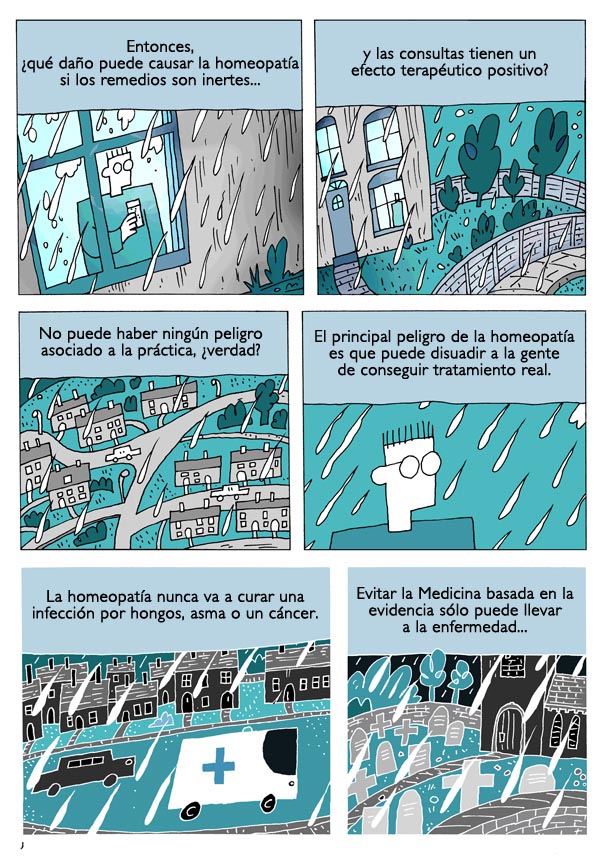 Entonces,
¿qué daño puede causar la homeopatía
si los remedios son inertes...
y las consultas tienen un
efecto terapéutico positivo?
No puede haber ningún peligro
asociado a la práctica, ¿verdad?
El principal peligro de la homeopatía
es que puede disuadir a la gente
de conseguir tratamiento real.
La homeopatía nunca va a curar una
infección por hongos, asma o un cáncer.
Evitar la Medicina basada en la
evidencia sólo puede llevar
a la enfermedad...